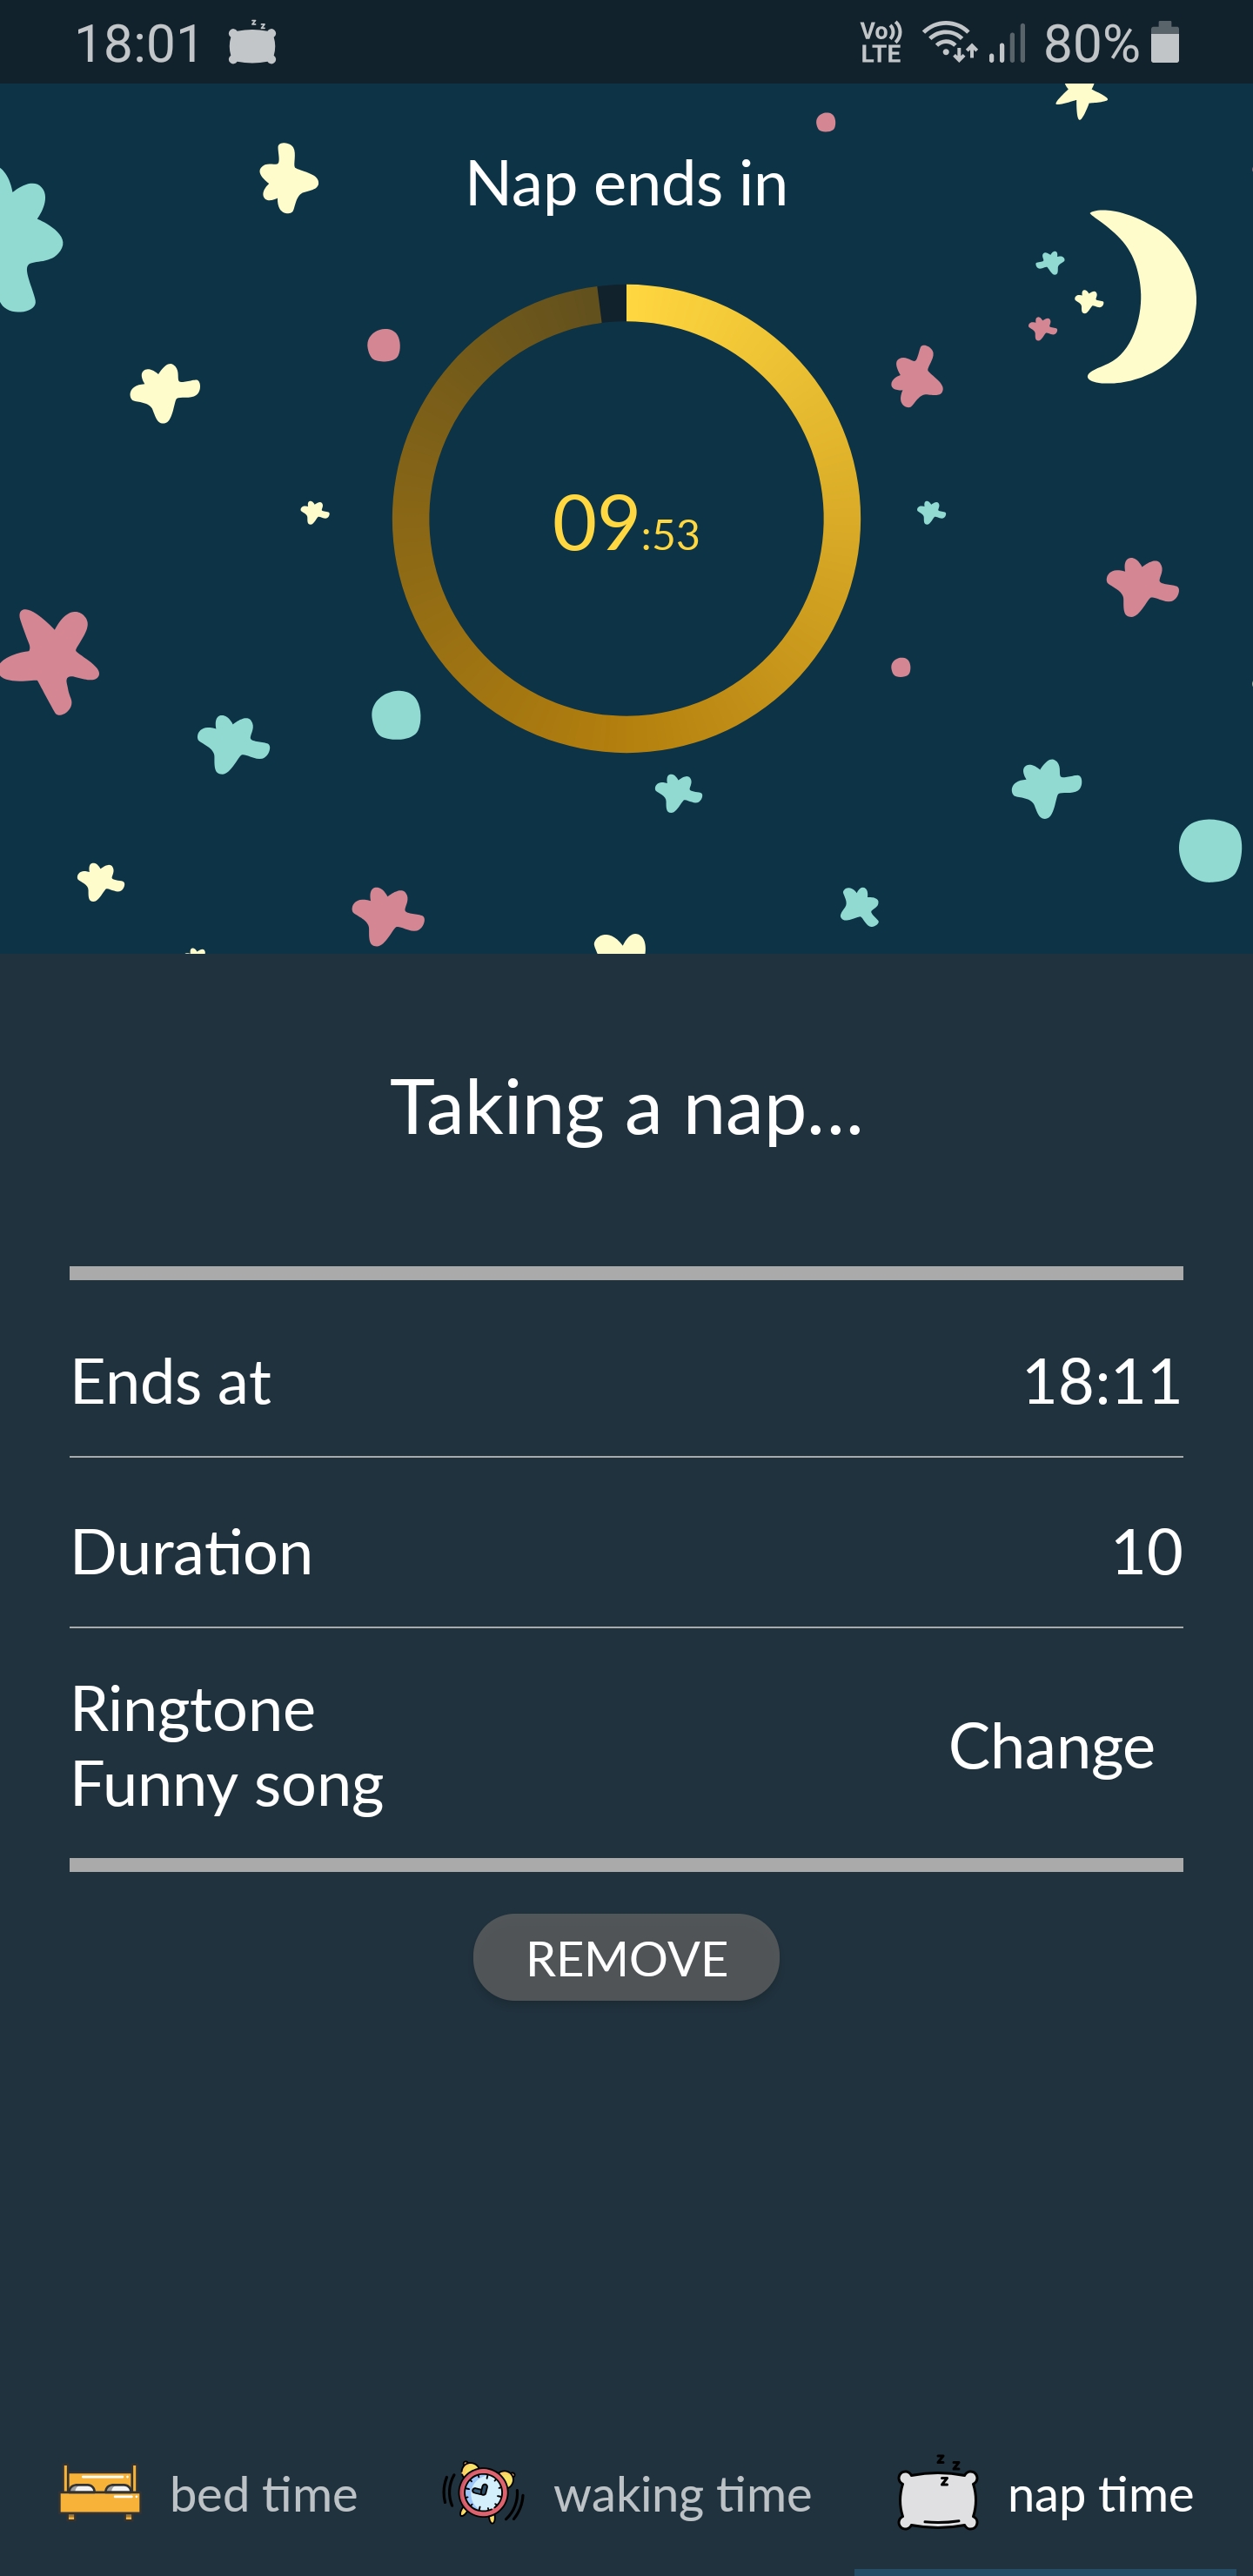 18:01
Vo)) LTE 80%
Nap ends in
09:53
Taking a nap...
Ends at 18:11
Duration 10
Ringtone
Funny song
Change
REMOVE
bed time waking time nap time